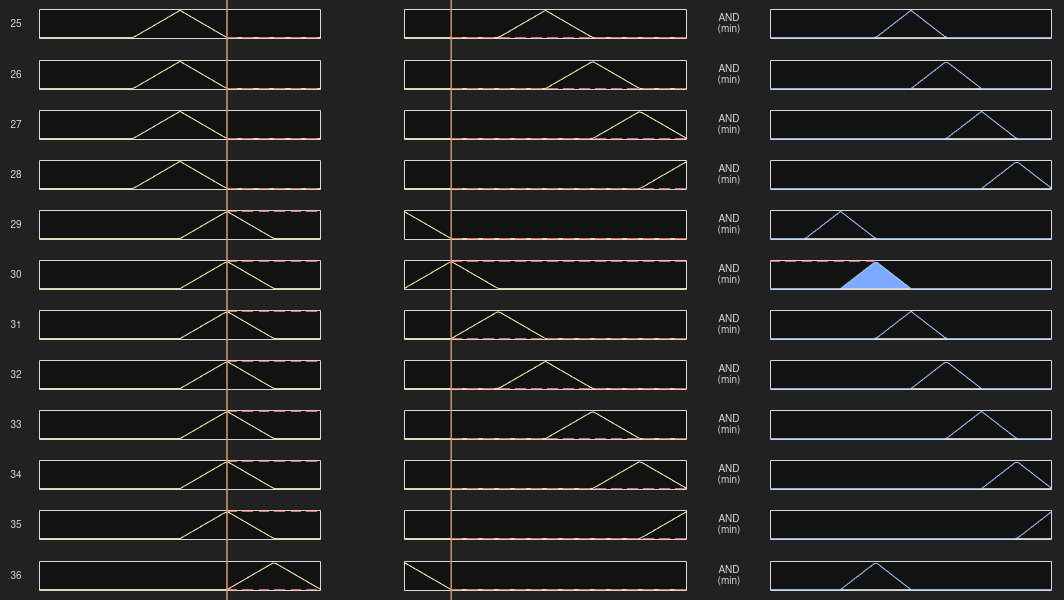 25 AND
(min)
26 AND
(min)
27 AND
(min)
28 AND
(min)
29 AND
(min)
30 AND
(min)
31 AND
(min)
32 AND
(min)
33 AND
(min)
34 AND
(min)
35 AND
(min)
36 AND
(min)